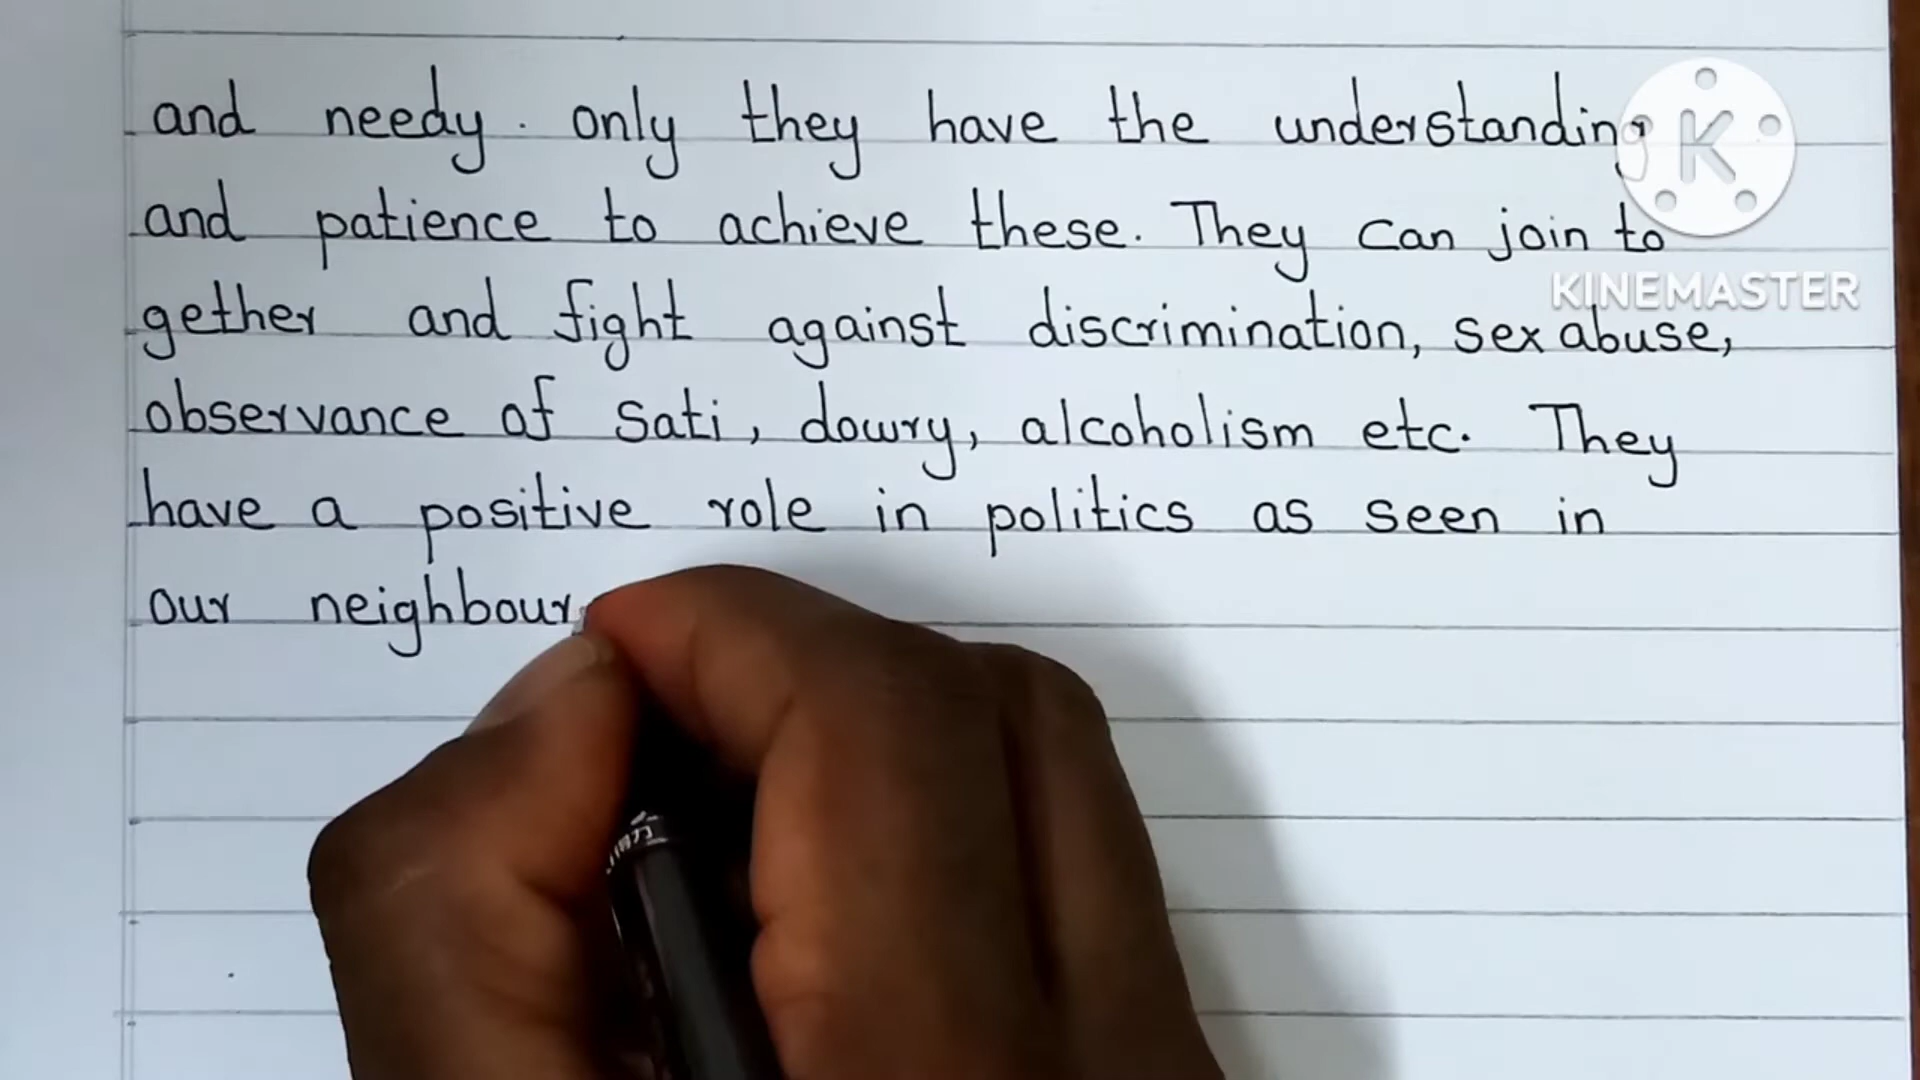 and needy. only they have the understanding
and patience to achieve these. They can join to
gether and fight against discrimination, sex abuse,
observance of Sati, dowry, alcoholism etc. They
have a positive role in politics as seen in
our neighbour
K
KINEMASTER
得力